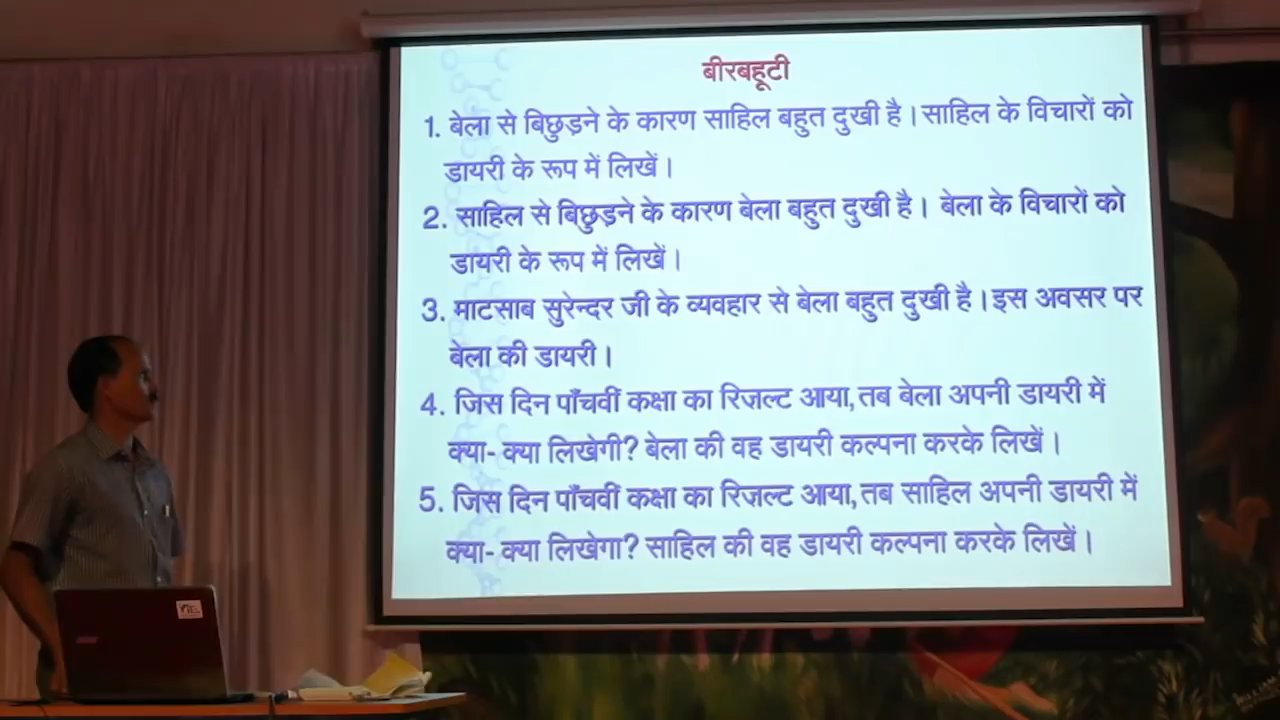 बीरबहूटी
1. बेला से बिछुड़ने के कारण साहिल बहुत दुखी है। साहिल के विचारों को
डायरी के रूप में लिखें।
2. साहिल से बिछुड़ने के कारण बेला बहुत दुखी है। बेला के विचारों को
डायरी के रूप में लिखें।
3. माटसाब सुरेन्दर जी के व्यवहार से बेला बहुत दुखी है। इस अवसर पर
बेला की डायरी।
4. जिस दिन पाँचवीं कक्षा का रिजल्ट आया, तब बेला अपनी डायरी में
क्या- क्या लिखेगी? बेला की वह डायरी कल्पना करके लिखें।
5. जिस दिन पाँचवीं कक्षा का रिजल्ट आया, तब साहिल अपनी डायरी में
क्या- क्या लिखेगा? साहिल की वह डायरी कल्पना करके लिखें।